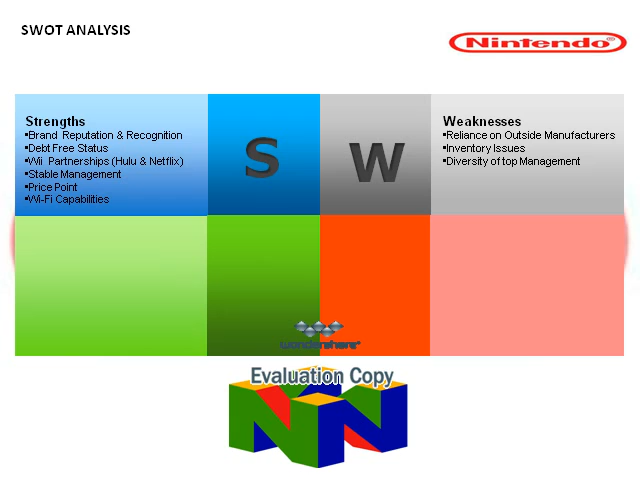 SWOT ANALYSIS
Nintendo®
Strengths
•Brand Reputation & Recognition
•Debt Free Status
•Wii Partnerships (Hulu & Netflix)
•Stable Management
•Price Point
•Wi-Fi Capabilities
S
W
Weaknesses
•Reliance on Outside Manufacturers
•Inventory Issues
•Diversity of top Management
wondershare®
Evaluation Copy